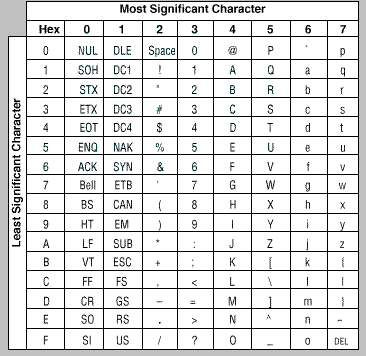 Most Significant Character
Hex 0 1 2 3 4 5 6 7
Least Significant Character
0 NUL DLE Space 0 @ P ` p
1 SOH DC1 ! 1 A Q a q
2 STX DC2 " 2 B R b r
3 ETX DC3 # 3 C S c s
4 EOT DC4 $ 4 D T d t
5 ENQ NAK % 5 E U e u
6 ACK SYN & 6 F V f v
7 Bell ETB ' 7 G W g w
8 BS CAN ( 8 H X h x
9 HT EM ) 9 I Y i y
A LF SUB * : J Z j z
B VT ESC + ; K [ k {
C FF FS , < L \ l |
D CR GS – = M ] m }
E SO RS . > N ^ n ~
F SI US / ? O _ o DEL